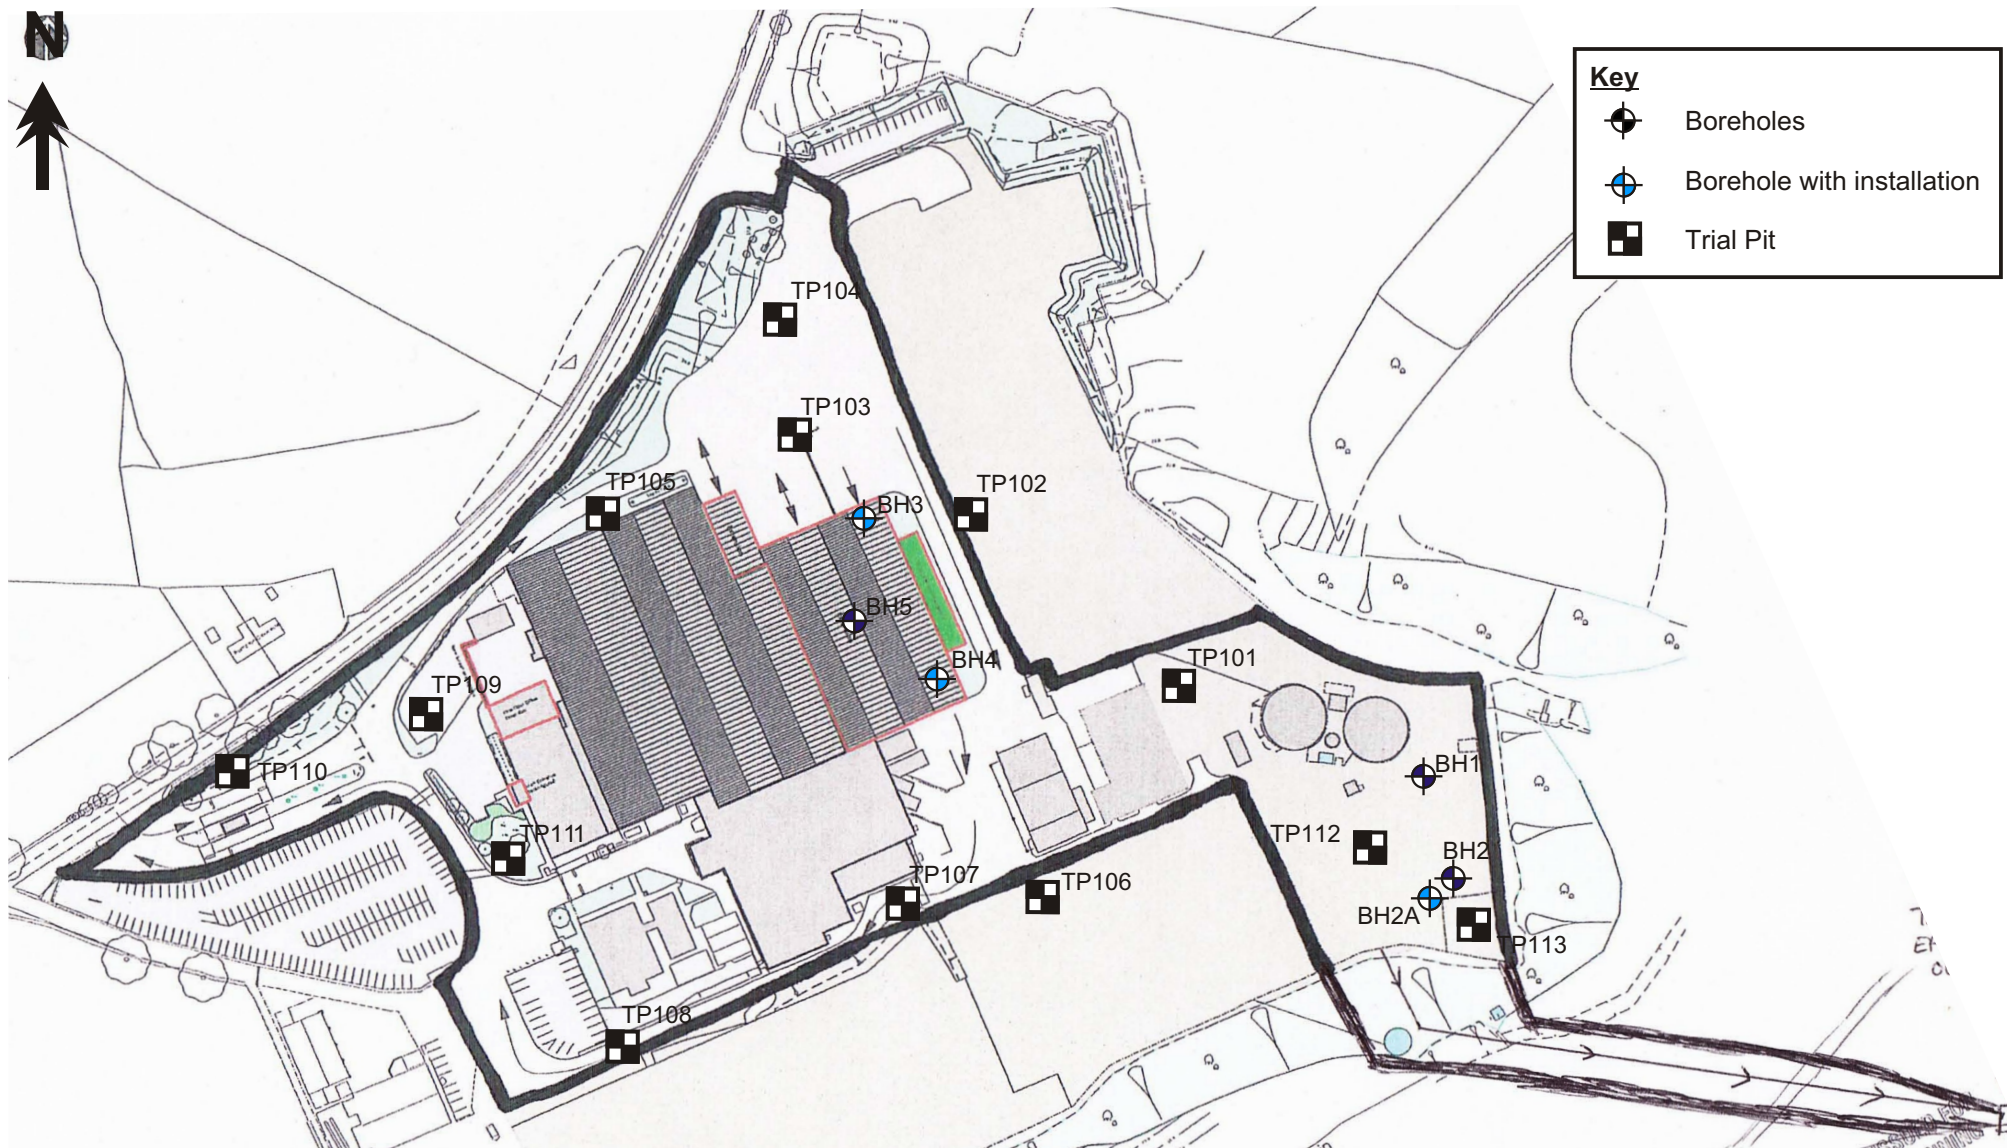 N
Key
Boreholes
Borehole with installation
Trial Pit
TP104
TP103
TP105
TP102
BH3
BH5
BH4
TP101
TP109
TP110
BH1
TP111
TP112
BH2
TP107
TP106
BH2A
TP113
TP108